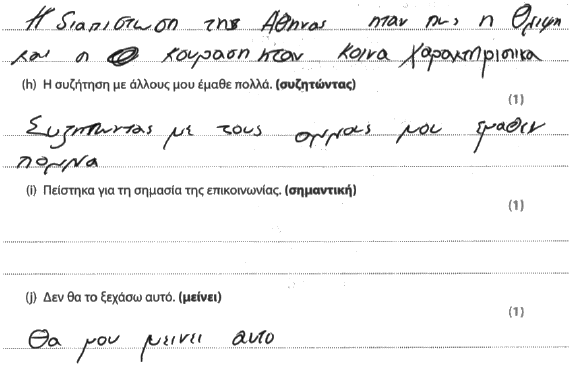 Η διαπιστωση της Αθηνας ηταν πως η θλιψη
και η κουραση ηταν κοινα χαρακτηριστικα
(h) Η συζήτηση με άλλους μου έμαθε πολλά. (συζητώντας)
(1)
Συζητωντας με τους αλλους μου εμαθεν
πολλα
(i) Πείστηκα για τη σημασία της επικοινωνίας. (σημαντική)
(1)
(j) Δεν θα το ξεχάσω αυτό. (μείνει)
(1)
Θα μου μεινει αυτο